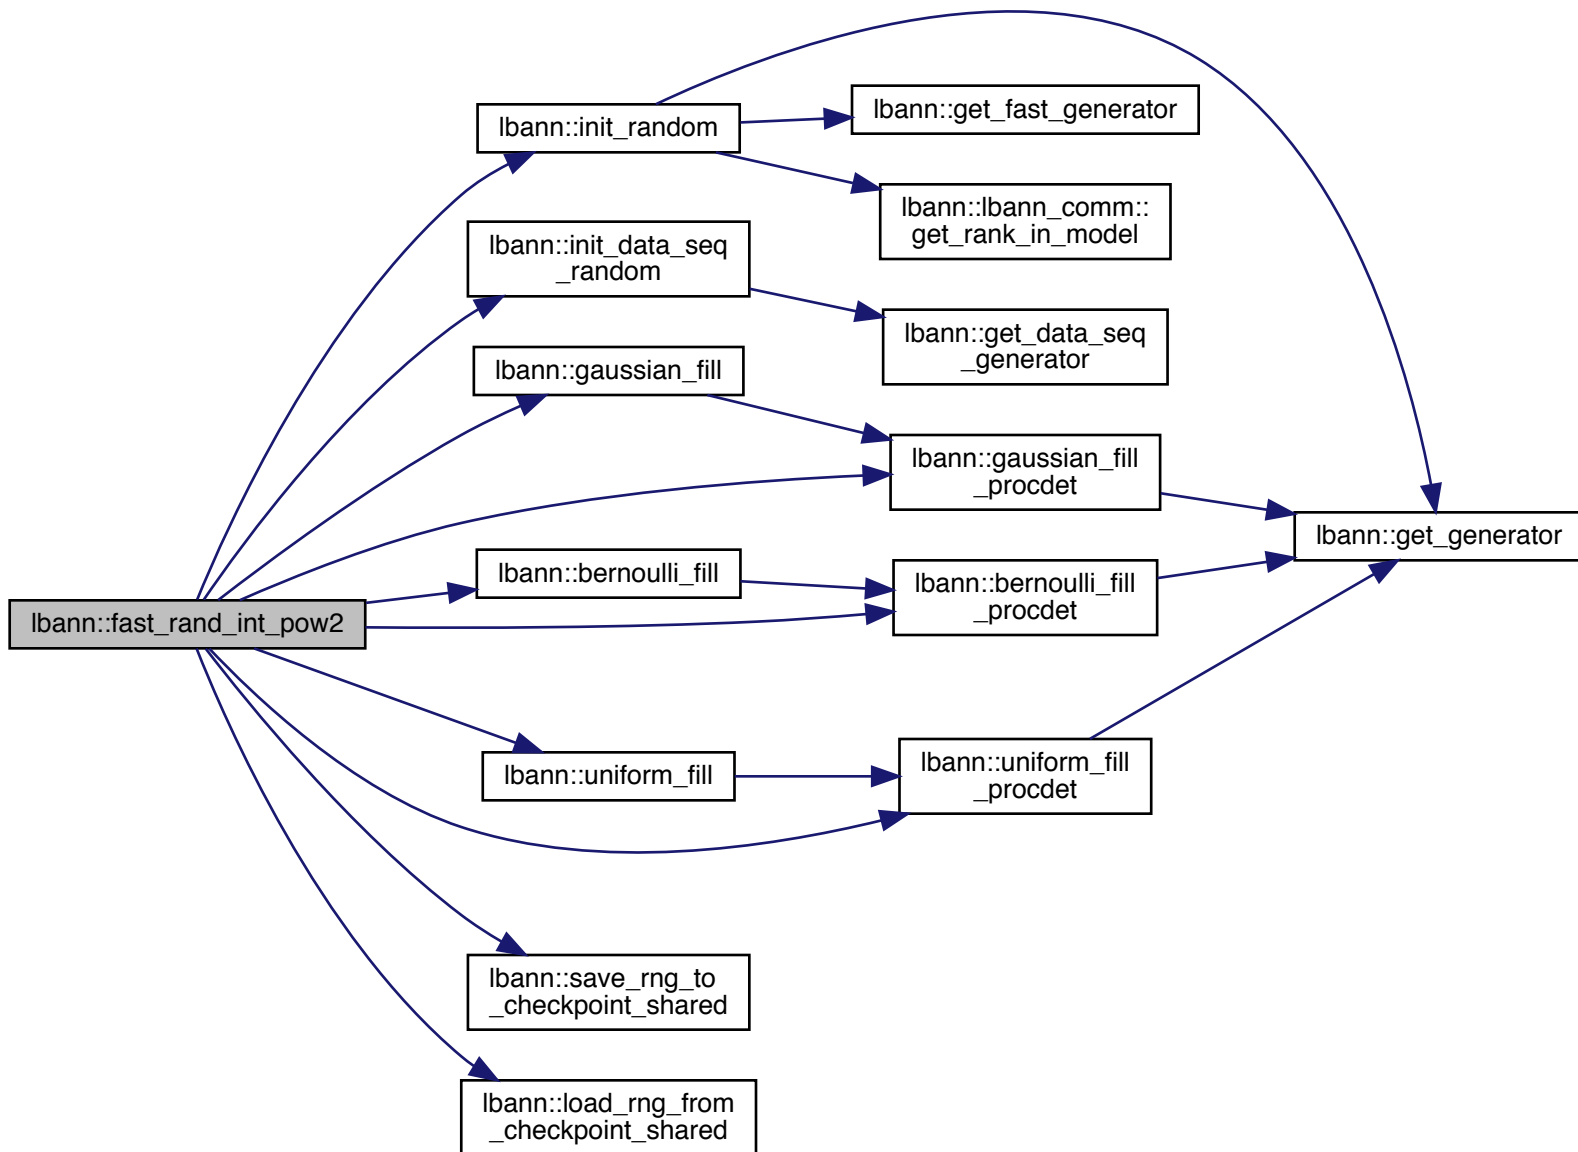 lbann::init_random
lbann::get_fast_generator
lbann::lbann_comm::
get_rank_in_model
lbann::init_data_seq
_random
lbann::get_data_seq
_generator
lbann::gaussian_fill
lbann::gaussian_fill
_procdet
lbann::get_generator
lbann::bernoulli_fill
lbann::bernoulli_fill
_procdet
lbann::fast_rand_int_pow2
lbann::uniform_fill
lbann::uniform_fill
_procdet
lbann::save_rng_to
_checkpoint_shared
lbann::load_rng_from
_checkpoint_shared